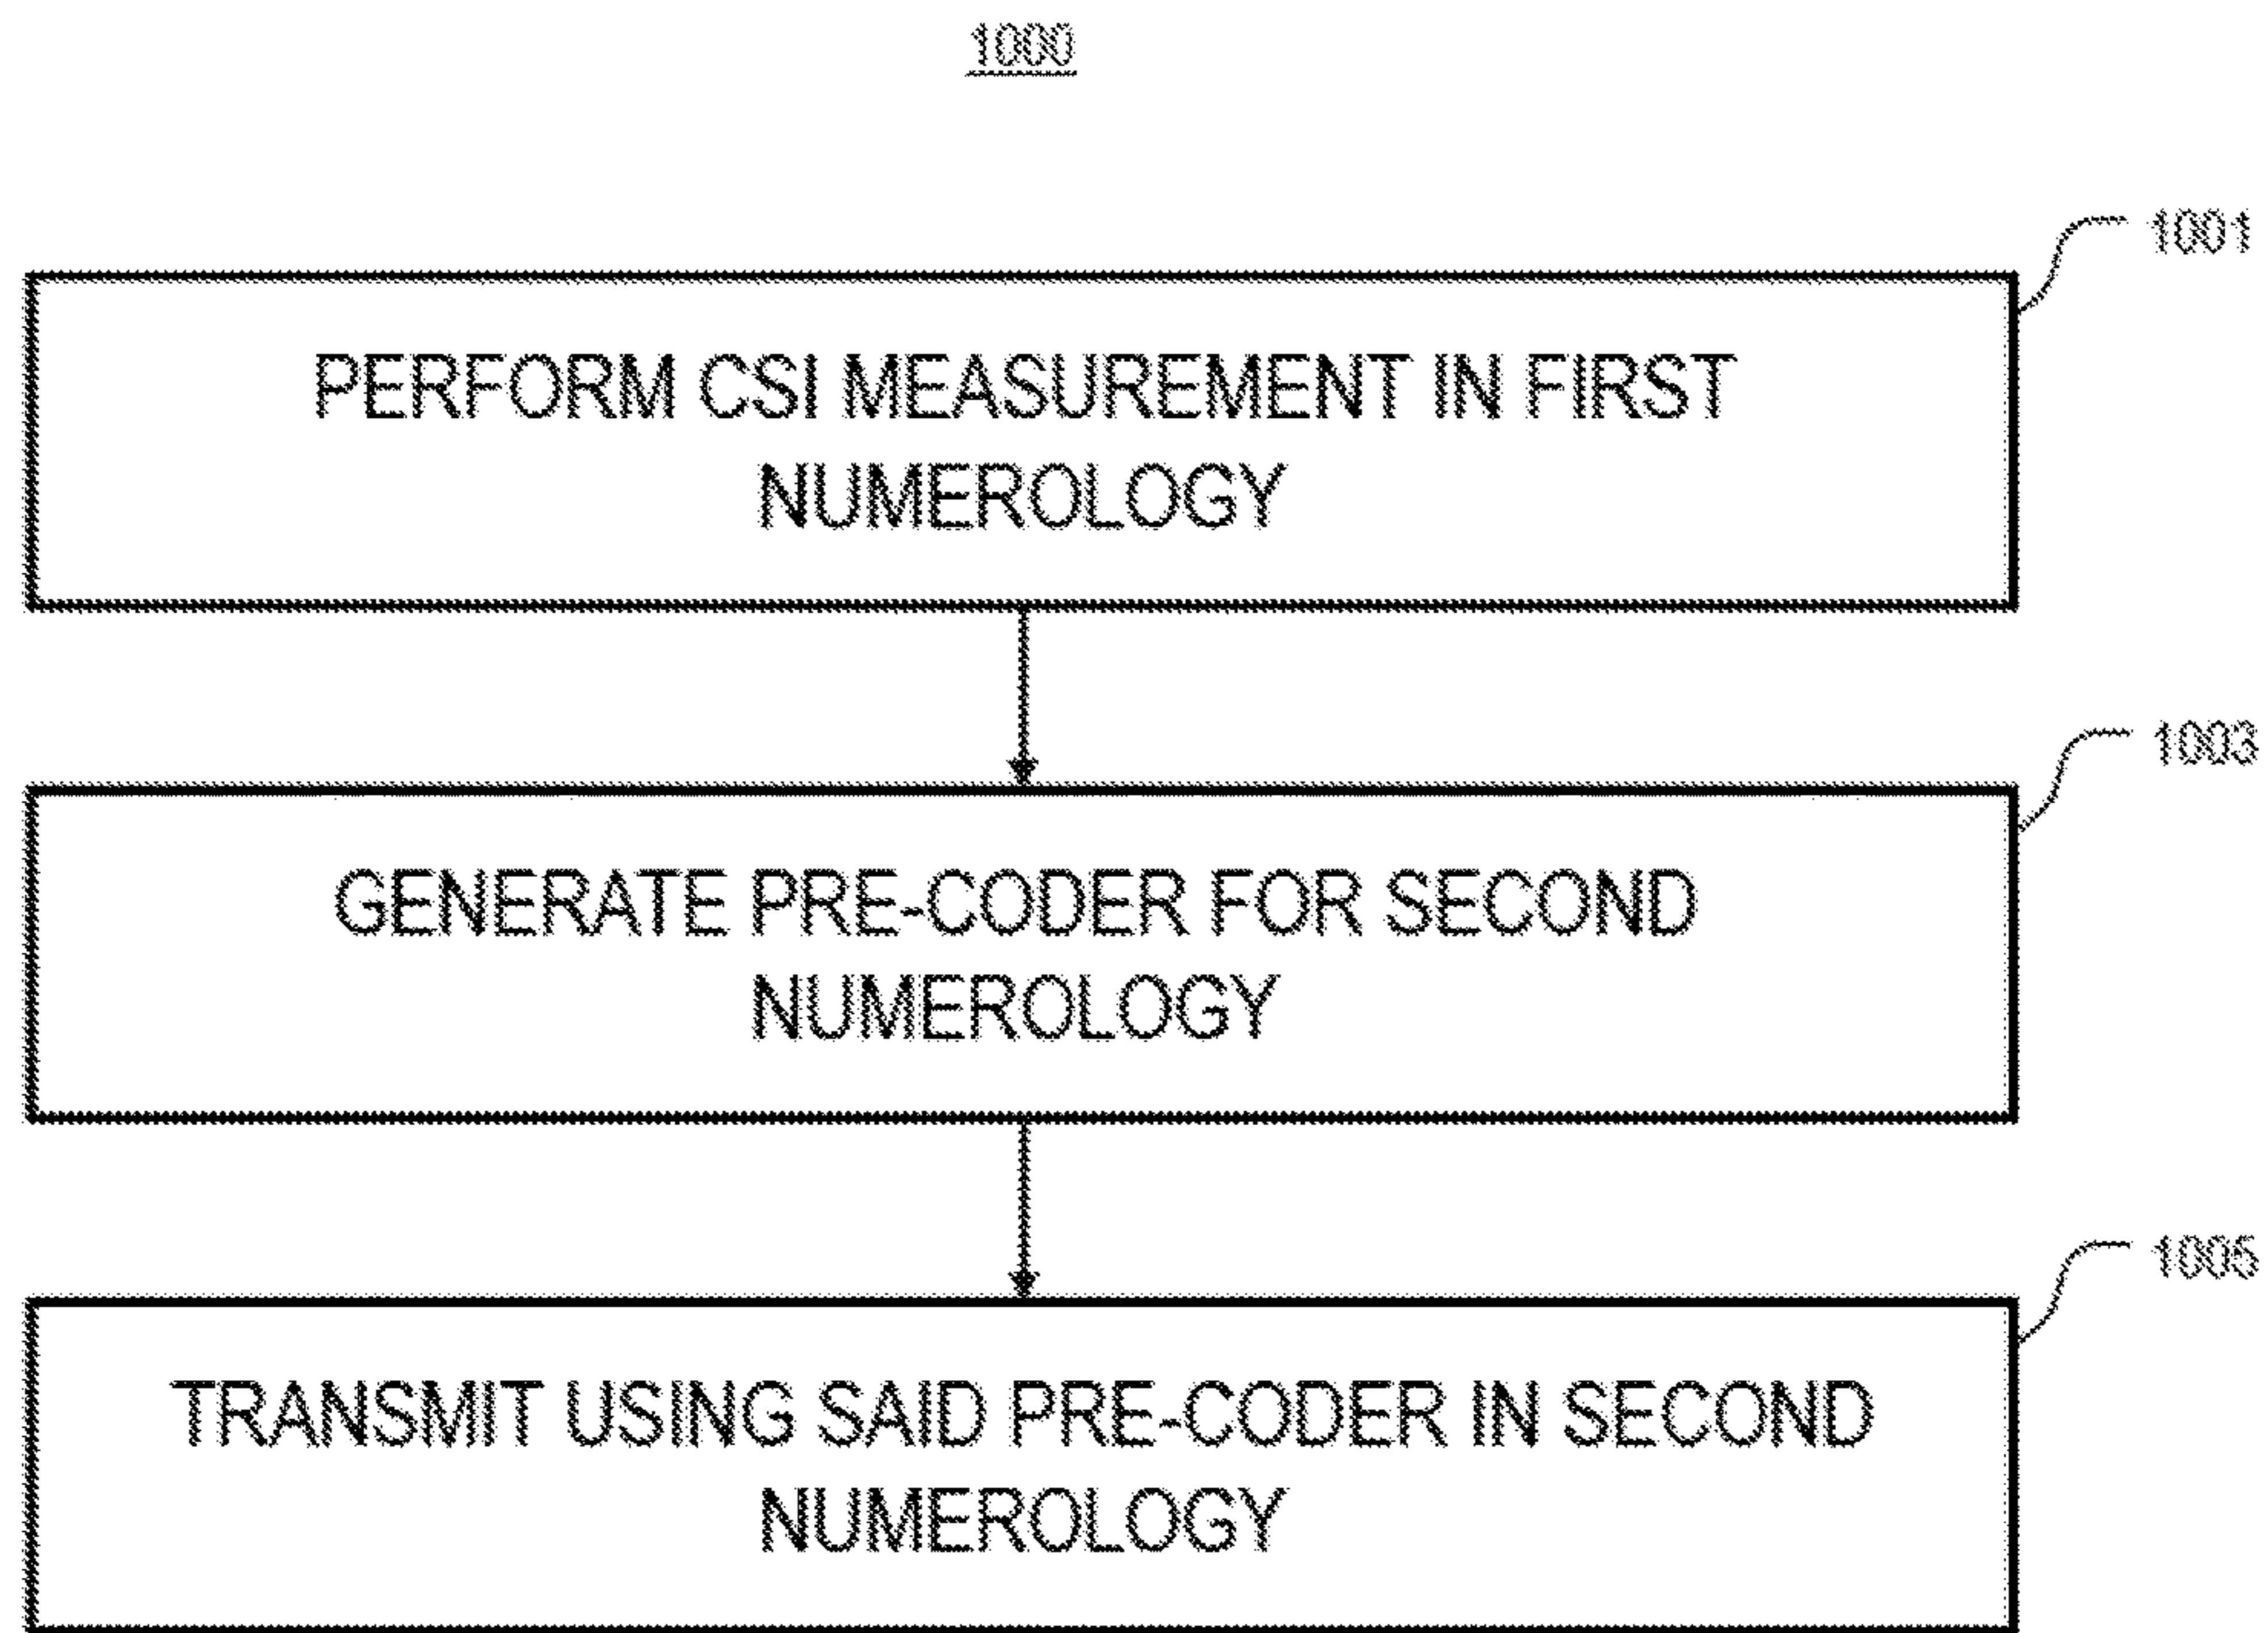 1000
1001
PERFORM CSI MEASUREMENT IN FIRST
NUMEROLOGY
1003
GENERATE PRE-CODER FOR SECOND
NUMEROLOGY
1005
TRANSMIT USING SAID PRE-CODER IN SECOND
NUMEROLOGY